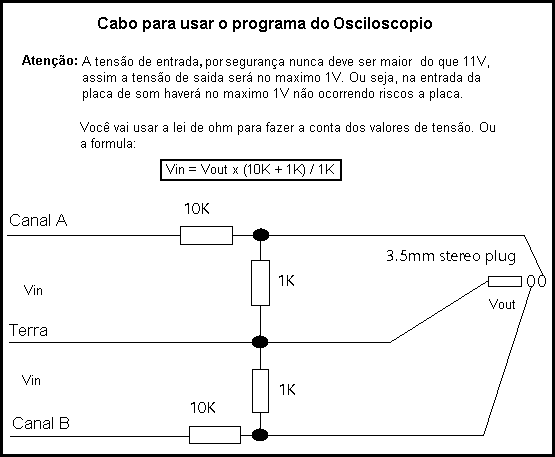 Cabo para usar o programa do Osciloscopio
Atenção: A tensão de entrada, por segurança nunca deve ser maior do que 11V,
assim a tensão de saida será no maximo 1V. Ou seja, na entrada da
placa de som haverá no maximo 1V não ocorrendo riscos a placa.
Você vai usar a lei de ohm para fazer a conta dos valores de tensão. Ou
a formula:
Vin = Vout x (10K + 1K) / 1K
10K
Canal A
3.5mm stereo plug
1K
Vin
Vout
Terra
Vin
1K
10K
Canal B